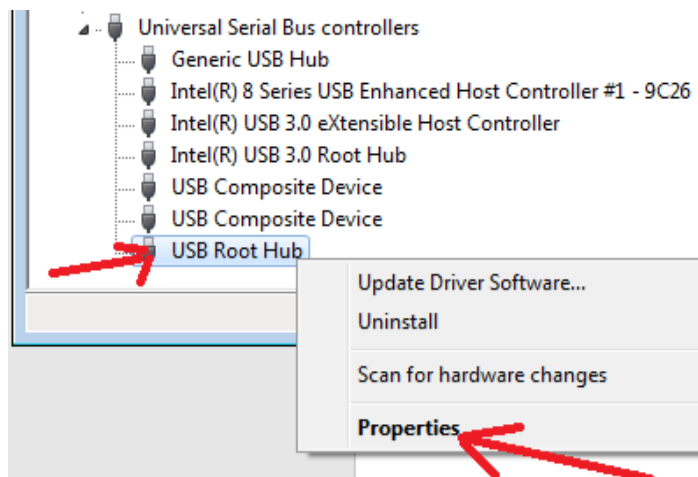 Universal Serial Bus controllers
Generic USB Hub
Intel(R) 8 Series USB Enhanced Host Controller #1 - 9C26
Intel(R) USB 3.0 eXtensible Host Controller
Intel(R) USB 3.0 Root Hub
USB Composite Device
USB Composite Device
USB Root Hub
Update Driver Software...
Uninstall
Scan for hardware changes
Properties